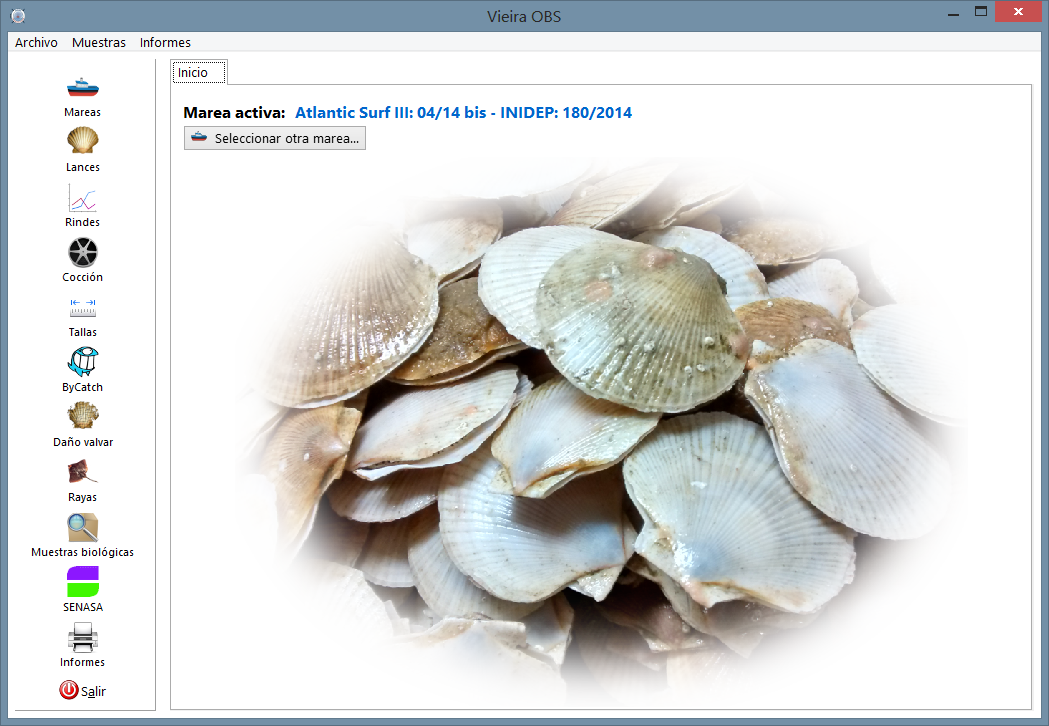 Vieira OBS
Archivo Muestras Informes
Inicio
Marea activa: Atlantic Surf III: 04/14 bis - INIDEP: 180/2014
Seleccionar otra marea...
Mareas
Lances
Rindes
Cocción
Tallas
ByCatch
Daño valvar
Rayas
Muestras biológicas
SENASA
Informes
Salir